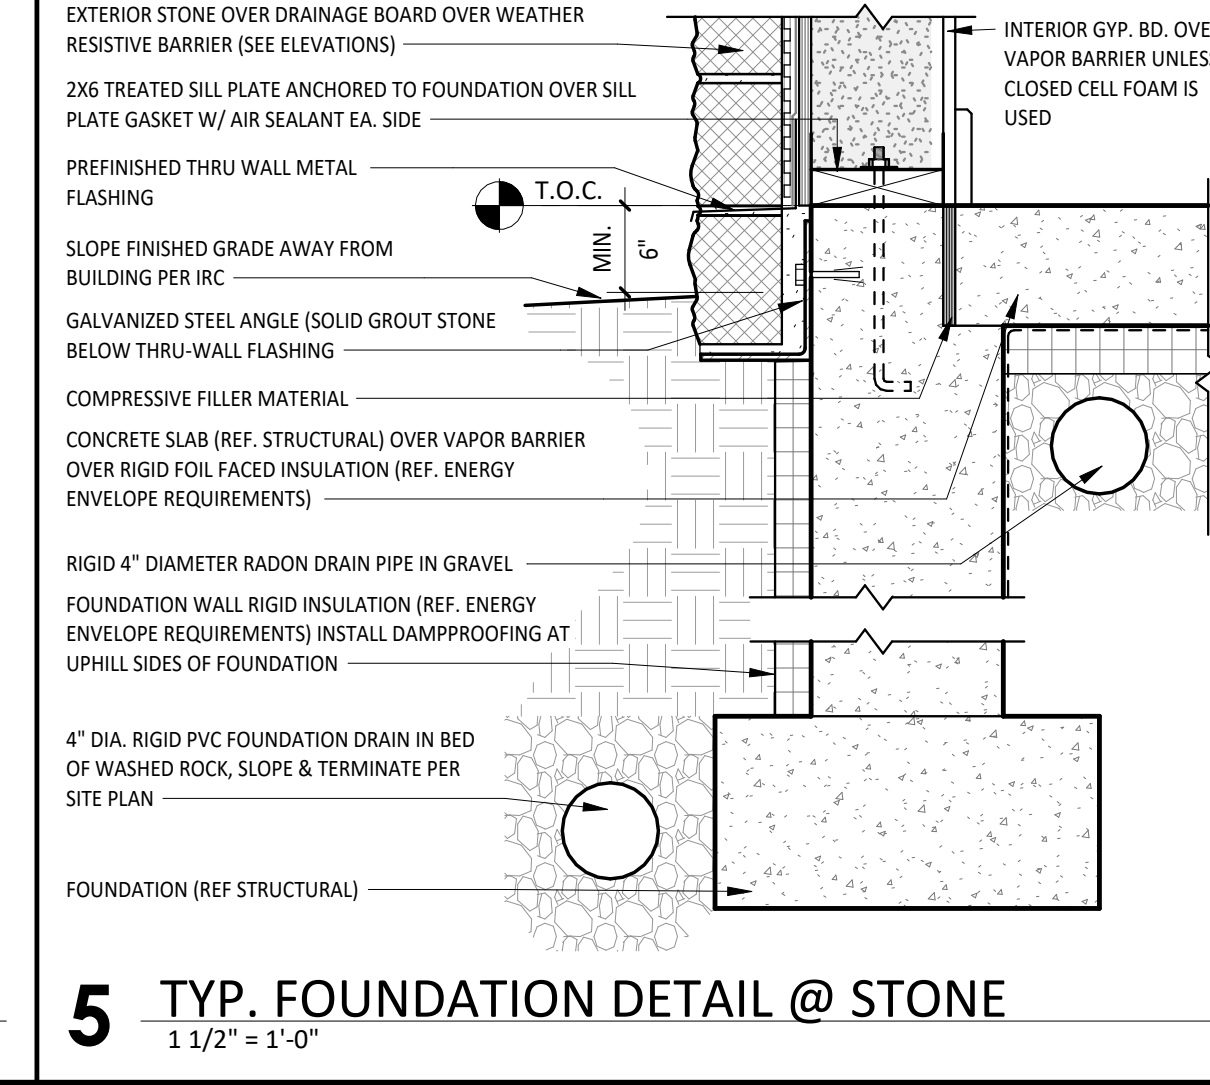 EXTERIOR STONE OVER DRAINAGE BOARD OVER WEATHER
RESISTIVE BARRIER (SEE ELEVATIONS)
2X6 TREATED SILL PLATE ANCHORED TO FOUNDATION OVER SILL
PLATE GASKET W/ AIR SEALANT EA. SIDE
PREFINISHED THRU WALL METAL
FLASHING
SLOPE FINISHED GRADE AWAY FROM
BUILDING PER IRC
GALVANIZED STEEL ANGLE (SOLID GROUT STONE
BELOW THRU-WALL FLASHING
COMPRESSIVE FILLER MATERIAL
CONCRETE SLAB (REF. STRUCTURAL) OVER VAPOR BARRIER
OVER RIGID FOIL FACED INSULATION (REF. ENERGY
ENVELOPE REQUIREMENTS)
RIGID 4" DIAMETER RADON DRAIN PIPE IN GRAVEL
FOUNDATION WALL RIGID INSULATION (REF. ENERGY
ENVELOPE REQUIREMENTS) INSTALL DAMPPROOFING AT
UPHILL SIDES OF FOUNDATION
4" DIA. RIGID PVC FOUNDATION DRAIN IN BED
OF WASHED ROCK, SLOPE & TERMINATE PER
SITE PLAN
FOUNDATION (REF STRUCTURAL)
T.O.C.
MIN.
6"
INTERIOR GYP. BD. OVE
VAPOR BARRIER UNLES
CLOSED CELL FOAM IS
USED
5
TYP. FOUNDATION DETAIL @ STONE
1 1/2" = 1'-0"